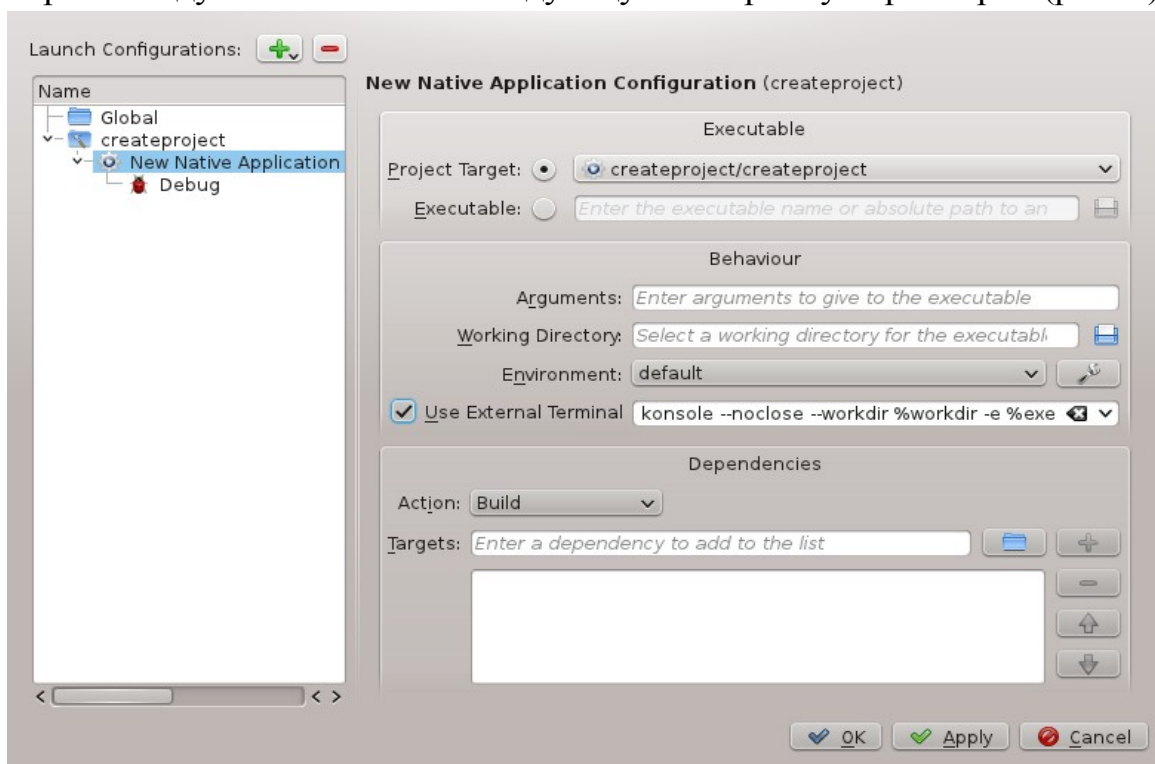 Launch Configurations:
Name
Global
createproject
New Native Application
Debug
New Native Application Configuration (createproject)
Executable
Project Target: createproject/createproject
Executable: Enter the executable name or absolute path to an
Behaviour
Arguments: Enter arguments to give to the executable
Working Directory: Select a working directory for the executabl
Environment: default
Use External Terminal konsole --noclose --workdir %workdir -e %exe
Dependencies
Action: Build
Targets: Enter a dependency to add to the list
OK Apply Cancel